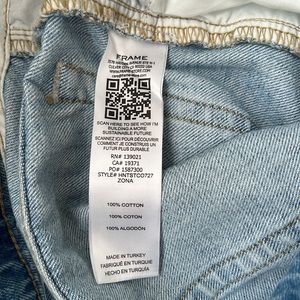 FRAME
SCAN HERE TO SEE HOW I'M
BUILDING A MORE
SUSTAINABLE FUTURE
SCANNEZ ICI POUR DÉCOUVRIR
COMMENT JE CONSTRUIS UN
FUTUR PLUS DURABLE
RN# 139021
CA# 19371
PO# 1587300
STYLE# HNTSTCO727
ZONA
100% COTTON
100% COTON
100% ALGODON
MADE IN TURKEY
FABRIQUÉ EN TURQUIE
HECHO EN TURQUIA